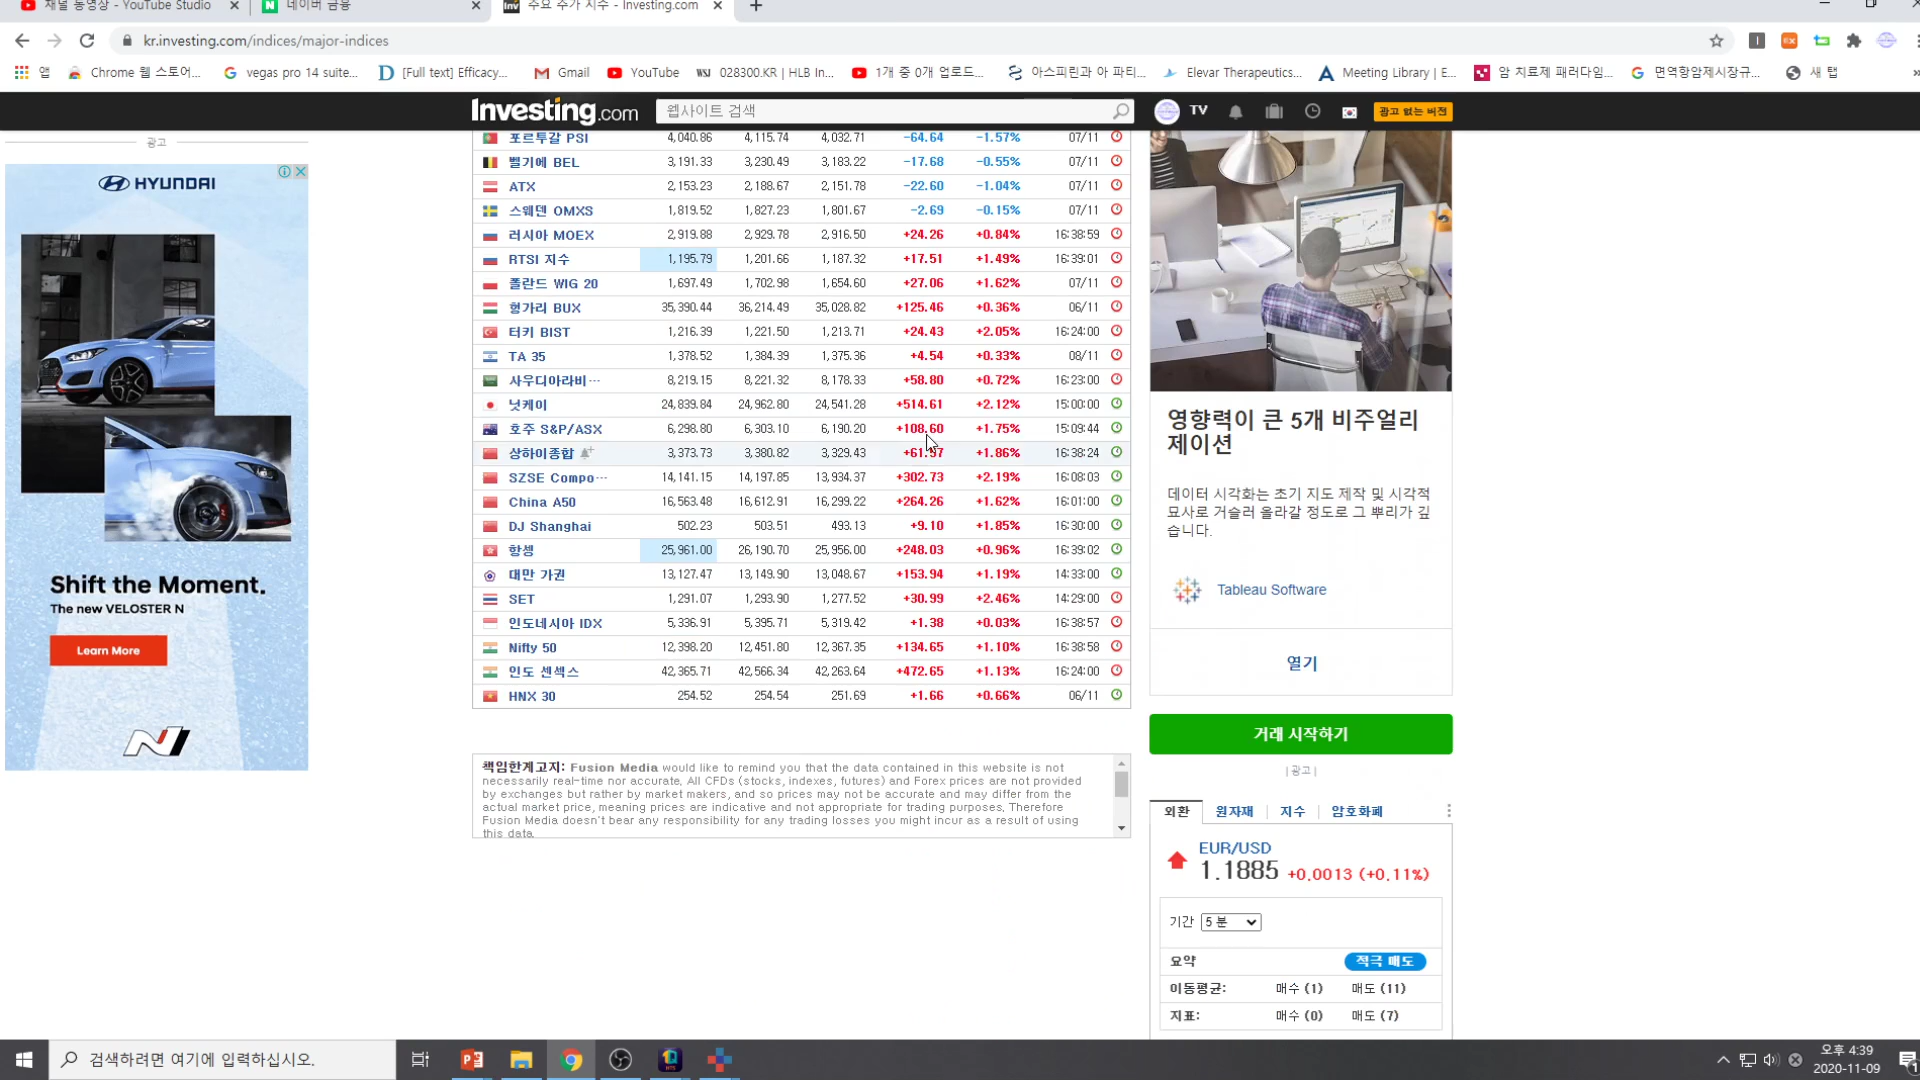 채널 동영상 - YouTube Studio
네이버 금융
주요 주가 지수 - Investing.com
kr.investing.com/indices/major-indices
앱
Chrome 웹 스토어...
vegas pro 14 suite...
[Full text] Efficacy...
Gmail
YouTube
028300.KR | HLB In...
1개 중 0개 업로드...
아스피린과 아 파티...
Elevar Therapeutics...
Meeting Library | E...
암 치료제 패러다임...
면역항암제시장규...
새 탭
Investing.com
웹사이트 검색
TV
광고 없는 버전
광고
HYUNDAI
Shift the Moment.
The new VELOSTER N
Learn More
N
포르투갈 PSI 4,040.86 4,115.74 4,032.71 -64.64 -1.57% 07/11
벨기에 BEL 3,191.33 3,230.49 3,183.22 -17.68 -0.55% 07/11
ATX 2,153.23 2,188.67 2,151.78 -22.60 -1.04% 07/11
스웨덴 OMXS 1,819.52 1,827.23 1,801.67 -2.69 -0.15% 07/11
러시아 MOEX 2,919.88 2,929.78 2,916.50 +24.26 +0.84% 16:38:59
RTSI 지수 1,195.79 1,201.66 1,187.32 +17.51 +1.49% 16:39:01
폴란드 WIG 20 1,697.49 1,702.98 1,654.60 +27.06 +1.62% 07/11
헝가리 BUX 35,390.44 36,214.49 35,028.82 +125.46 +0.36% 06/11
터키 BIST 1,216.39 1,221.50 1,213.71 +24.43 +2.05% 16:24:00
TA 35 1,378.52 1,384.39 1,375.36 +4.54 +0.33% 08/11
사우디아라비... 8,219.15 8,221.32 8,178.33 +58.80 +0.72% 16:23:00
닛케이 24,839.84 24,962.80 24,541.28 +514.61 +2.12% 15:00:00
호주 S&P/ASX 6,298.80 6,303.10 6,190.20 +108.60 +1.75% 15:09:44
상하이종합 3,373.73 3,380.82 3,329.43 +61.57 +1.86% 16:38:24
SZSE Compo... 14,141.15 14,197.85 13,934.37 +302.73 +2.19% 16:08:03
China A50 16,563.48 16,612.91 16,299.22 +264.26 +1.62% 16:01:00
DJ Shanghai 502.23 503.51 493.13 +9.10 +1.85% 16:30:00
항셍 25,961.00 26,190.70 25,956.00 +248.03 +0.96% 16:39:02
대만 가권 13,127.47 13,149.90 13,048.67 +153.94 +1.19% 14:33:00
SET 1,291.07 1,293.90 1,277.52 +30.99 +2.46% 14:29:00
인도네시아 IDX 5,336.91 5,395.71 5,319.42 +1.38 +0.03% 16:38:57
Nifty 50 12,398.20 12,451.80 12,367.35 +134.65 +1.10% 16:38:58
인도 센섹스 42,365.71 42,566.34 42,263.64 +472.65 +1.13% 16:24:00
HNX 30 254.52 254.54 251.69 +1.66 +0.66% 06/11
책임한계고지: Fusion Media would like to remind you that the data contained in this website is not
necessarily real-time nor accurate. All CFDs (stocks, indexes, futures) and Forex prices are not provided
by exchanges but rather by market makers, and so prices may not be accurate and may differ from the
actual market price, meaning prices are indicative and not appropriate for trading purposes. Therefore
Fusion Media doesn't bear any responsibility for any trading losses you might incur as a result of using
this data.
영향력이 큰 5개 비주얼리
제이션
데이터 시각화는 초기 지도 제작 및 시각적
묘사로 거슬러 올라갈 정도로 그 뿌리가 깊
습니다.
Tableau Software
열기
거래 시작하기
| 광고 |
외환 원자재 지수 암호화폐
EUR/USD
1.1885 +0.0013 (+0.11%)
기간 5 분
요약 적극 매도
이동평균: 매수 (1) 매도 (11)
지표: 매수 (0) 매도 (7)
검색하려면 여기에 입력하십시오.
오후 4:39
2020-11-09